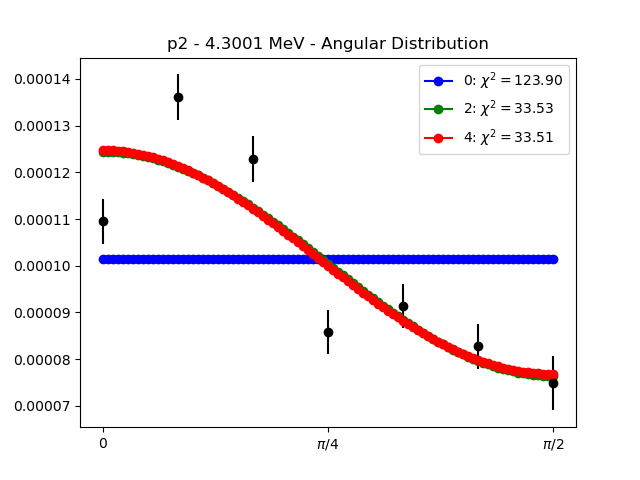 p2 - 4.3001 MeV - Angular Distribution
0: χ² = 123.90
2: χ² = 33.53
4: χ² = 33.51
0.00014
0.00013
0.00012
0.00011
0.00010
0.00009
0.00008
0.00007
0 π/4 π/2